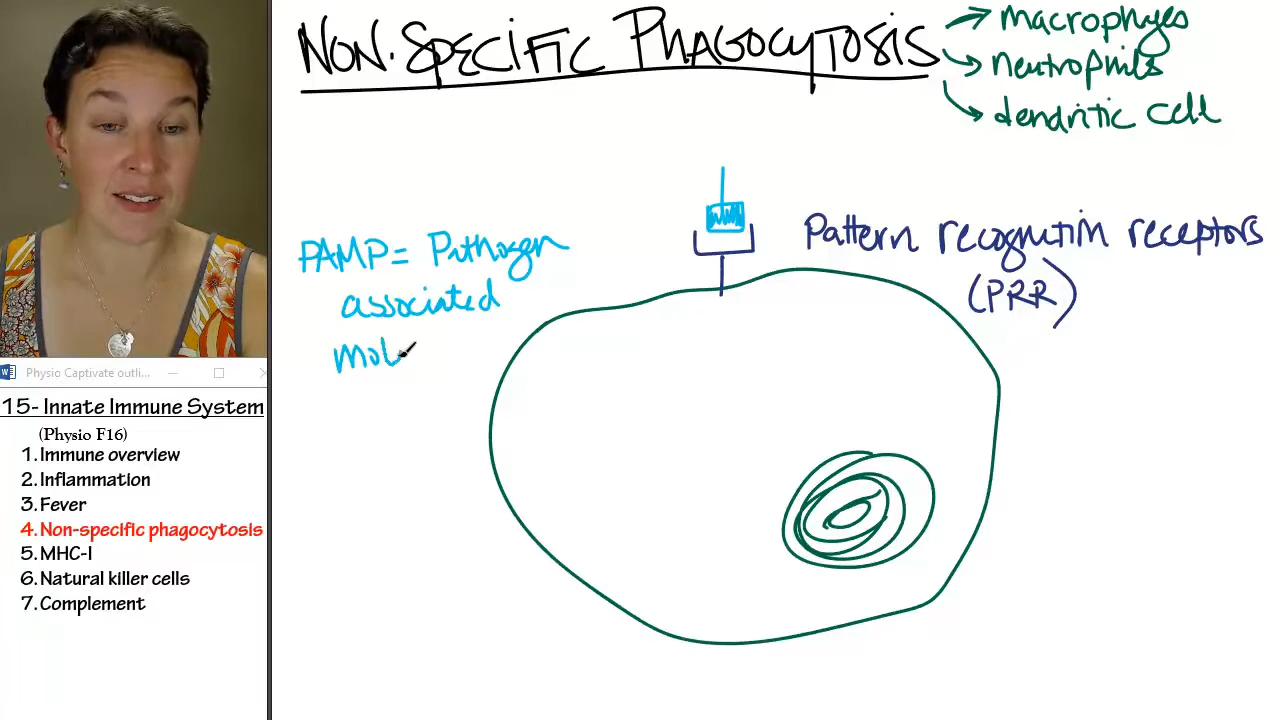 NON-SPECIFIC PHAGOCYTOSIS
macrophages
neutrophils
dendritic cell
PAMP = Pathogen
associated
mol
Pattern recognition receptors
(PRR)
Physio Captivate outli...
15- Innate Immune System
(Physio F16)
1. Immune overview
2. Inflammation
3. Fever
4. Non-specific phagocytosis
5. MHC-I
6. Natural killer cells
7. Complement